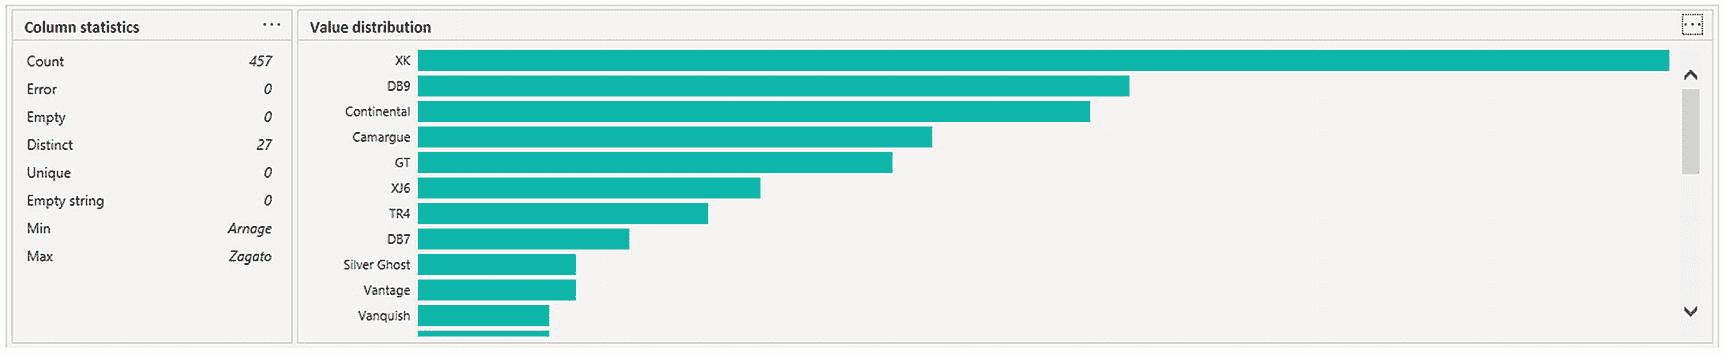 Column statistics ...
Count 457
Error 0
Empty 0
Distinct 27
Unique 0
Empty string 0
Min Arnage
Max Zagato
Value distribution ...
XK
DB9
Continental
Camargue
GT
XJ6
TR4
DB7
Silver Ghost
Vantage
Vanquish